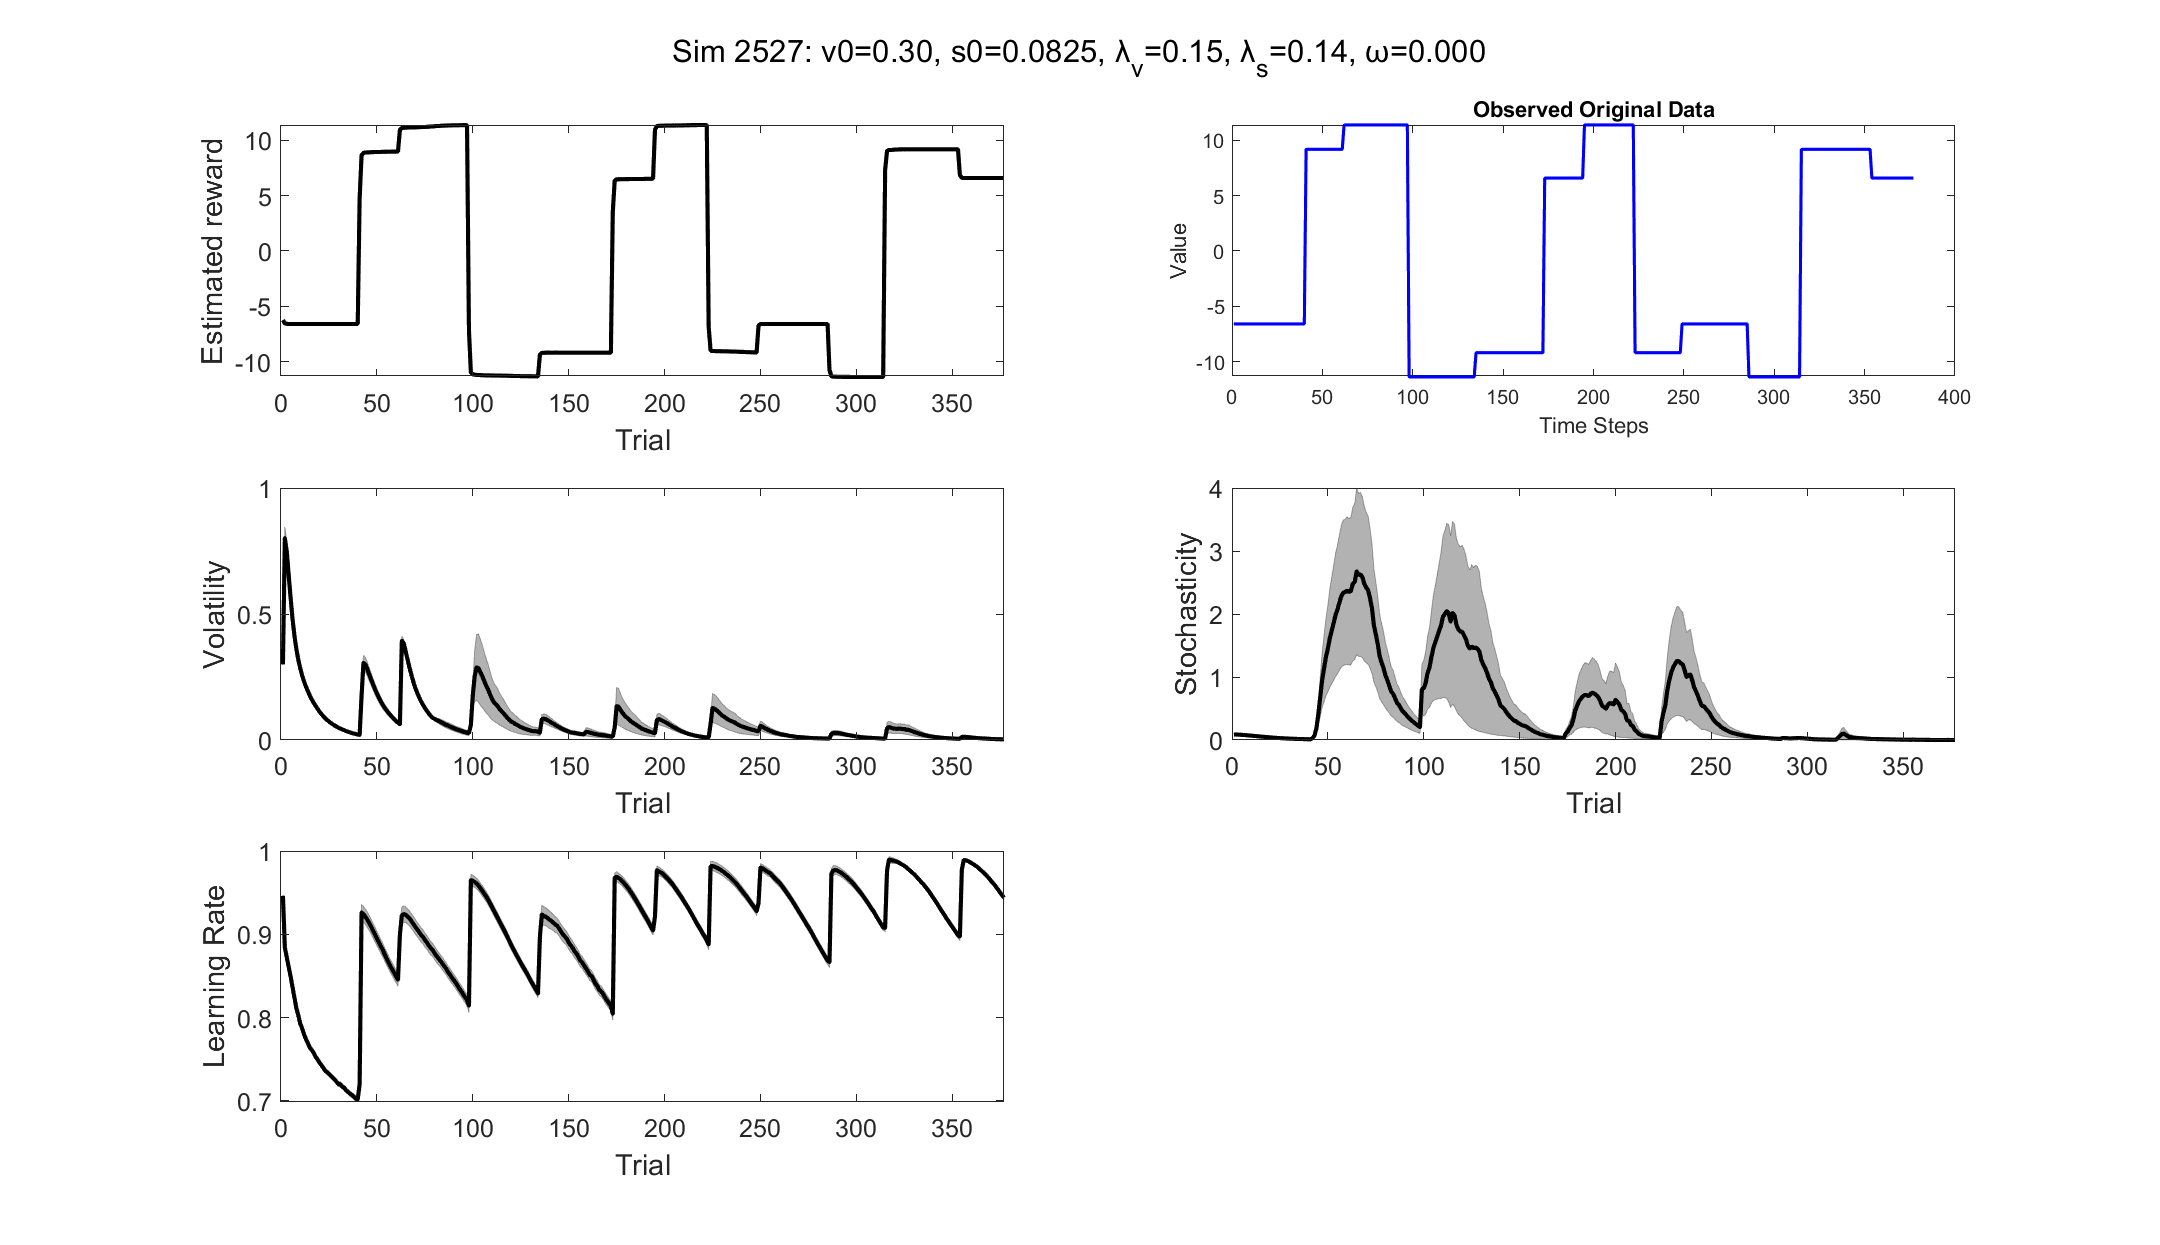 Sim 2527: v0=0.30, s0=0.0825, λv=0.15, λs=0.14, ω=0.000
Estimated reward
10
5
0
-5
-10
0 50 100 150 200 250 300 350
Trial
Observed Original Data
Value
10
5
0
-5
-10
0 50 100 150 200 250 300 350 400
Time Steps
Volatility
1
0.5
0
0 50 100 150 200 250 300 350
Trial
Stochasticity
4
3
2
1
0
0 50 100 150 200 250 300 350
Trial
Learning Rate
1
0.9
0.8
0.7
0 50 100 150 200 250 300 350
Trial